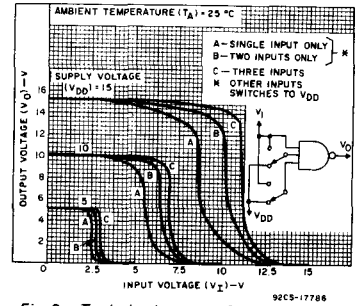 AMBIENT TEMPERATURE (TA) = 25 °C
A–SINGLE INPUT ONLY
B–TWO INPUTS ONLY
*
C – THREE INPUTS
* OTHER INPUTS
SWITCHES TO VDD
SUPPLY VOLTAGE
(VDD) = 15
OUTPUT VOLTAGE (VO)–V
16
14
12
10
8
6
4
2
10
5
A
B
C
A
B
C
A
B
C
VI
VO
VDD
0
2.5
5
7.5
10
12.5
15
INPUT VOLTAGE (VI)–V
92CS-17786